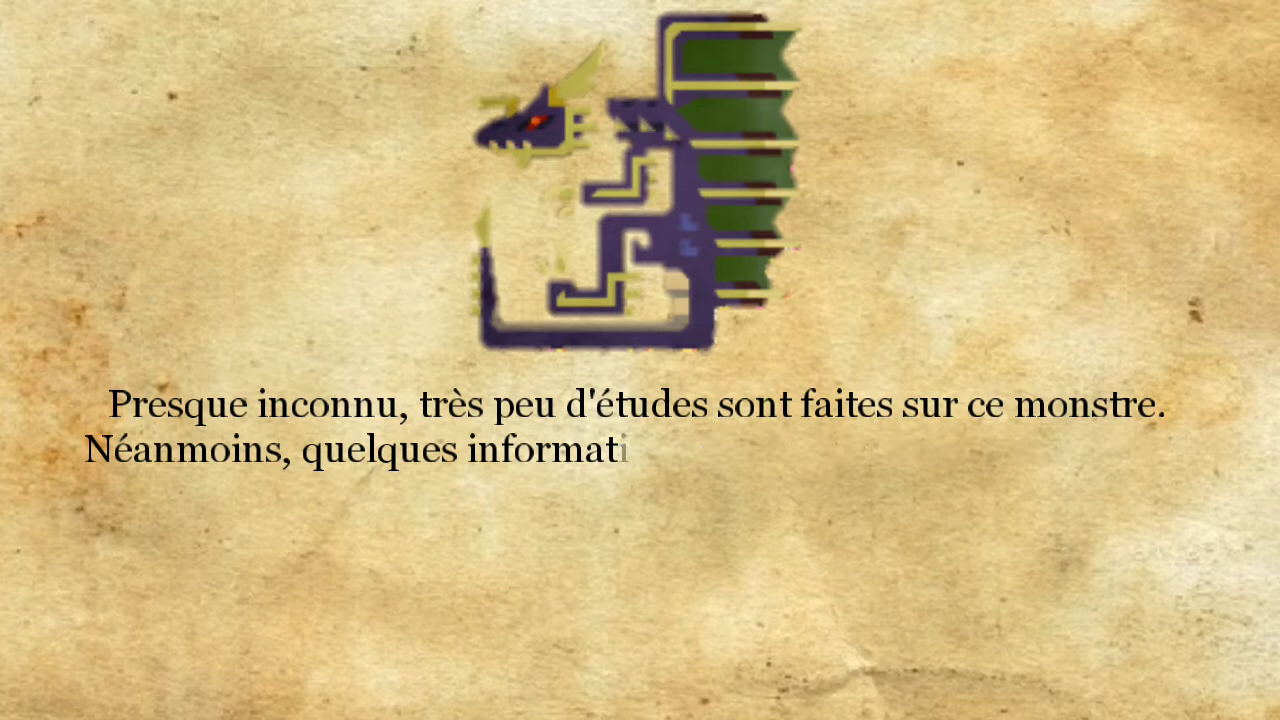 Presque inconnu, très peu d'études sont faites sur ce monstre.
Néanmoins, quelques informati